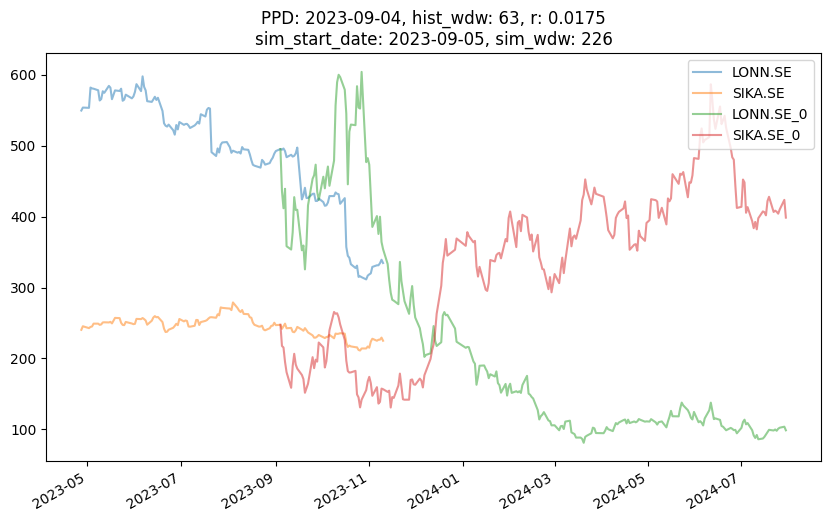 PPD: 2023-09-04, hist_wdw: 63, r: 0.0175
sim_start_date: 2023-09-05, sim_wdw: 226
LONN.SE
SIKA.SE
LONN.SE_0
SIKA.SE_0
600
500
400
300
200
100
2023-05
2023-07
2023-09
2023-11
2024-01
2024-03
2024-05
2024-07